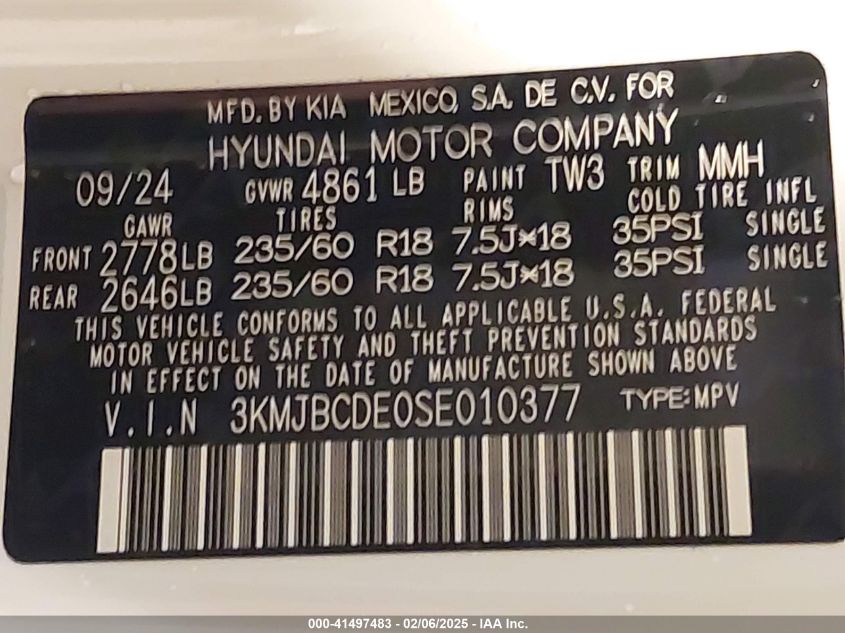 MFD. BY KIA MEXICO, S.A. DE C.V. FOR
HYUNDAI MOTOR COMPANY
09/24 GVWR 4861 LB PAINT TW3 TRIM MMH
GAWR TIRES RIMS COLD TIRE INFL
FRONT 2778LB 235/60 R18 7.5J×18 35PSI SINGLE
REAR 2646LB 235/60 R18 7.5J×18 35PSI SINGLE
THIS VEHICLE CONFORMS TO ALL APPLICABLE U.S.A. FEDERAL
MOTOR VEHICLE SAFETY AND THEFT PREVENTION STANDARDS
IN EFFECT ON THE DATE OF MANUFACTURE SHOWN ABOVE
V.I.N 3KMJBCDE0SE010377 TYPE:MPV
000-41497483 - 02/06/2025 - IAA Inc.